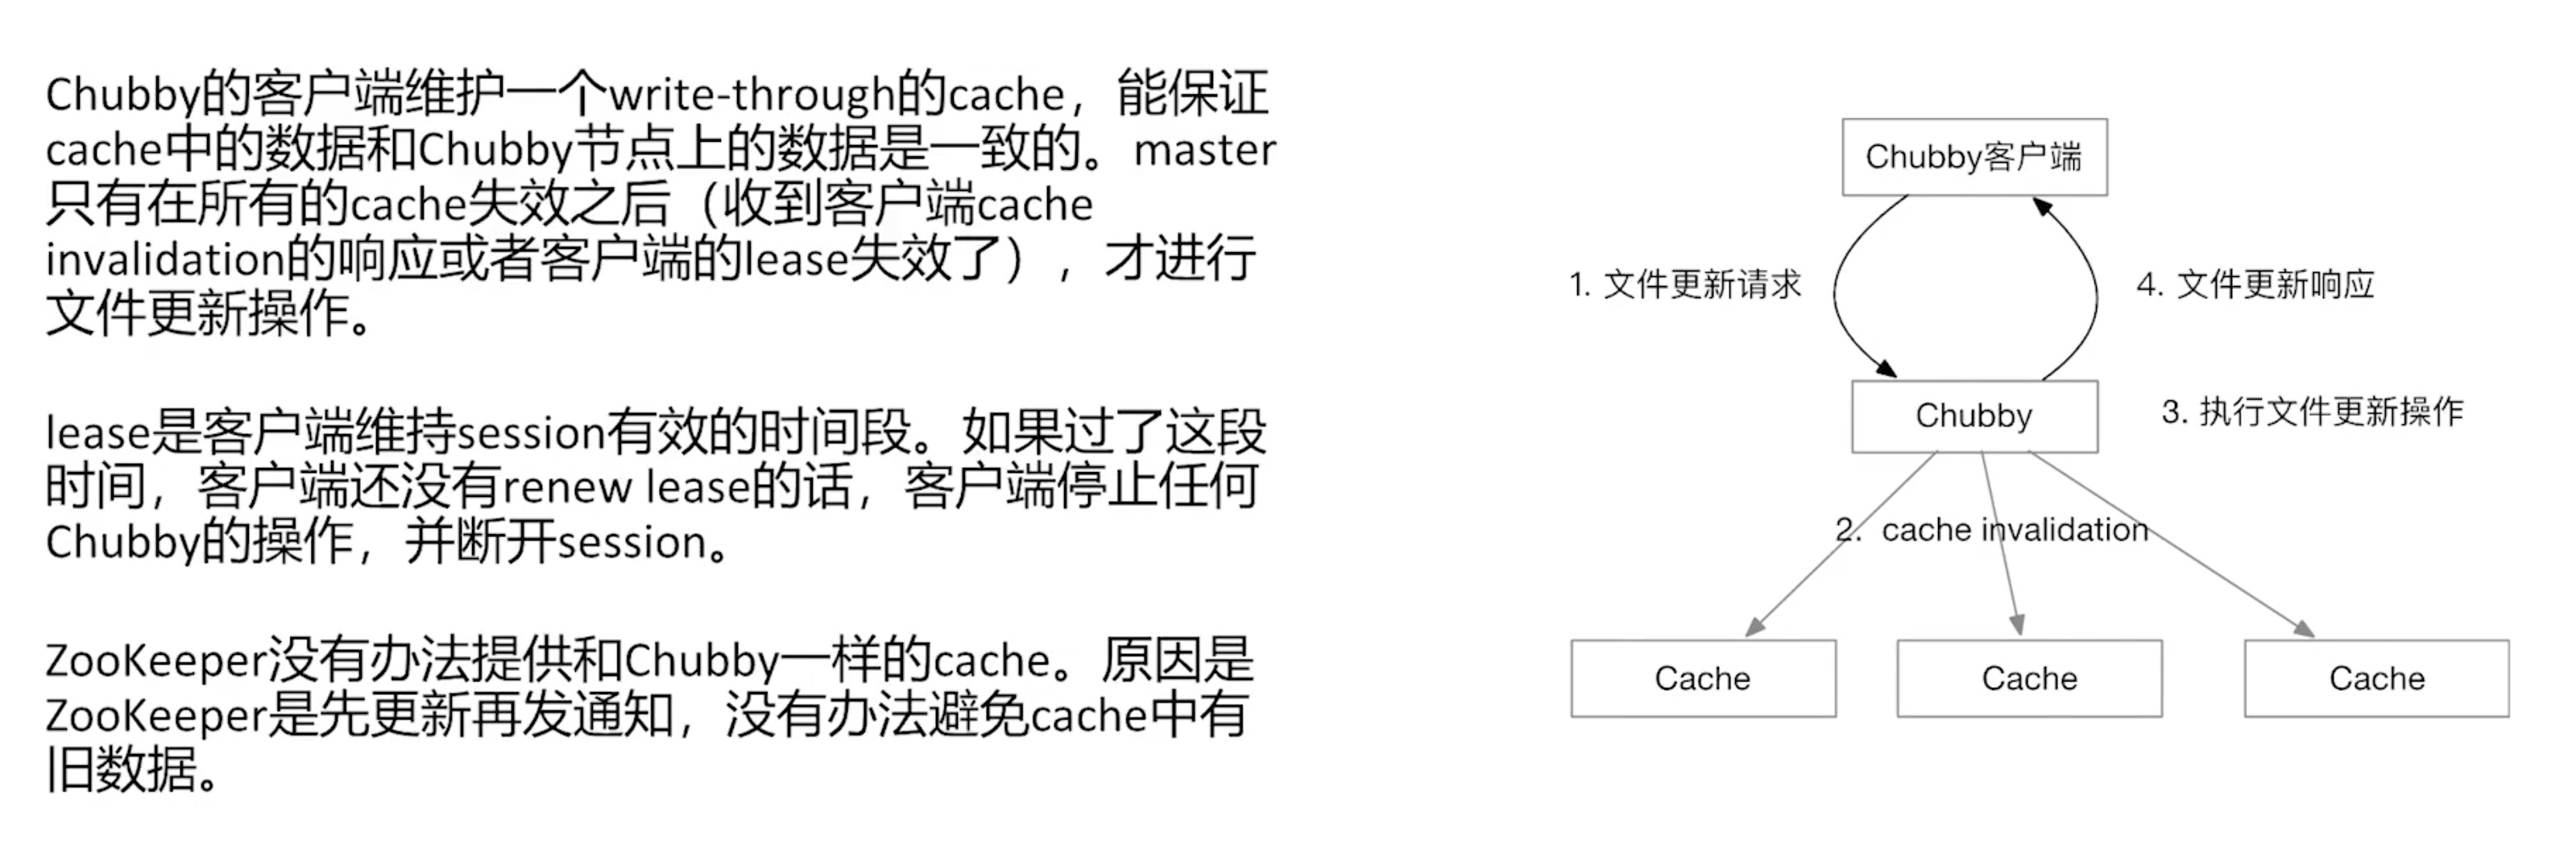 Chubby的客户端维护一个write-through的cache，能保证
cache中的数据和Chubby节点上的数据是一致的。master
只有在所有的cache失效之后（收到客户端cache
invalidation的响应或者客户端的lease失效了），才进行
文件更新操作。
lease是客户端维持session有效的时间段。如果过了这段
时间，客户端还没有renew lease的话，客户端停止任何
Chubby的操作，并断开session。
ZooKeeper没有办法提供和Chubby一样的cache。原因是
ZooKeeper是先更新再发通知，没有办法避免cache中有
旧数据。
Chubby客户端
1. 文件更新请求
4. 文件更新响应
Chubby
3. 执行文件更新操作
2. cache invalidation
Cache
Cache
Cache